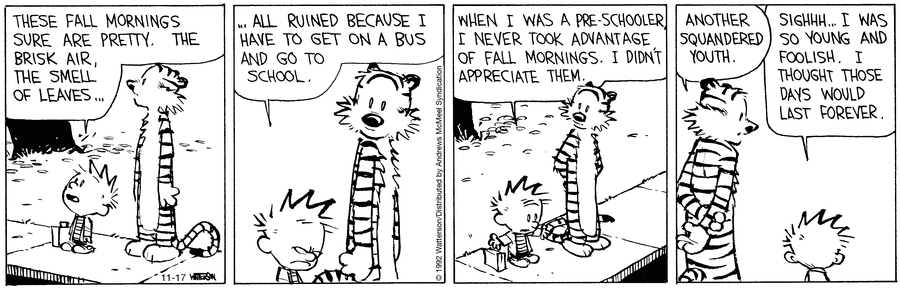 THESE FALL MORNINGS
SURE ARE PRETTY. THE
BRISK AIR,
THE SMELL
OF LEAVES...
11-17 WATTERSON
... ALL RUINED BECAUSE I
HAVE TO GET ON A BUS
AND GO TO
SCHOOL.
© 1992 Watterson/Distributed by Andrews McMeel Syndication
WHEN I WAS A PRE-SCHOOLER,
I NEVER TOOK ADVANTAGE
OF FALL MORNINGS. I DIDN'T
APPRECIATE THEM.
ANOTHER
SQUANDERED
YOUTH.
SIGHHH... I WAS
SO YOUNG AND
FOOLISH. I
THOUGHT THOSE
DAYS WOULD
LAST FOREVER.